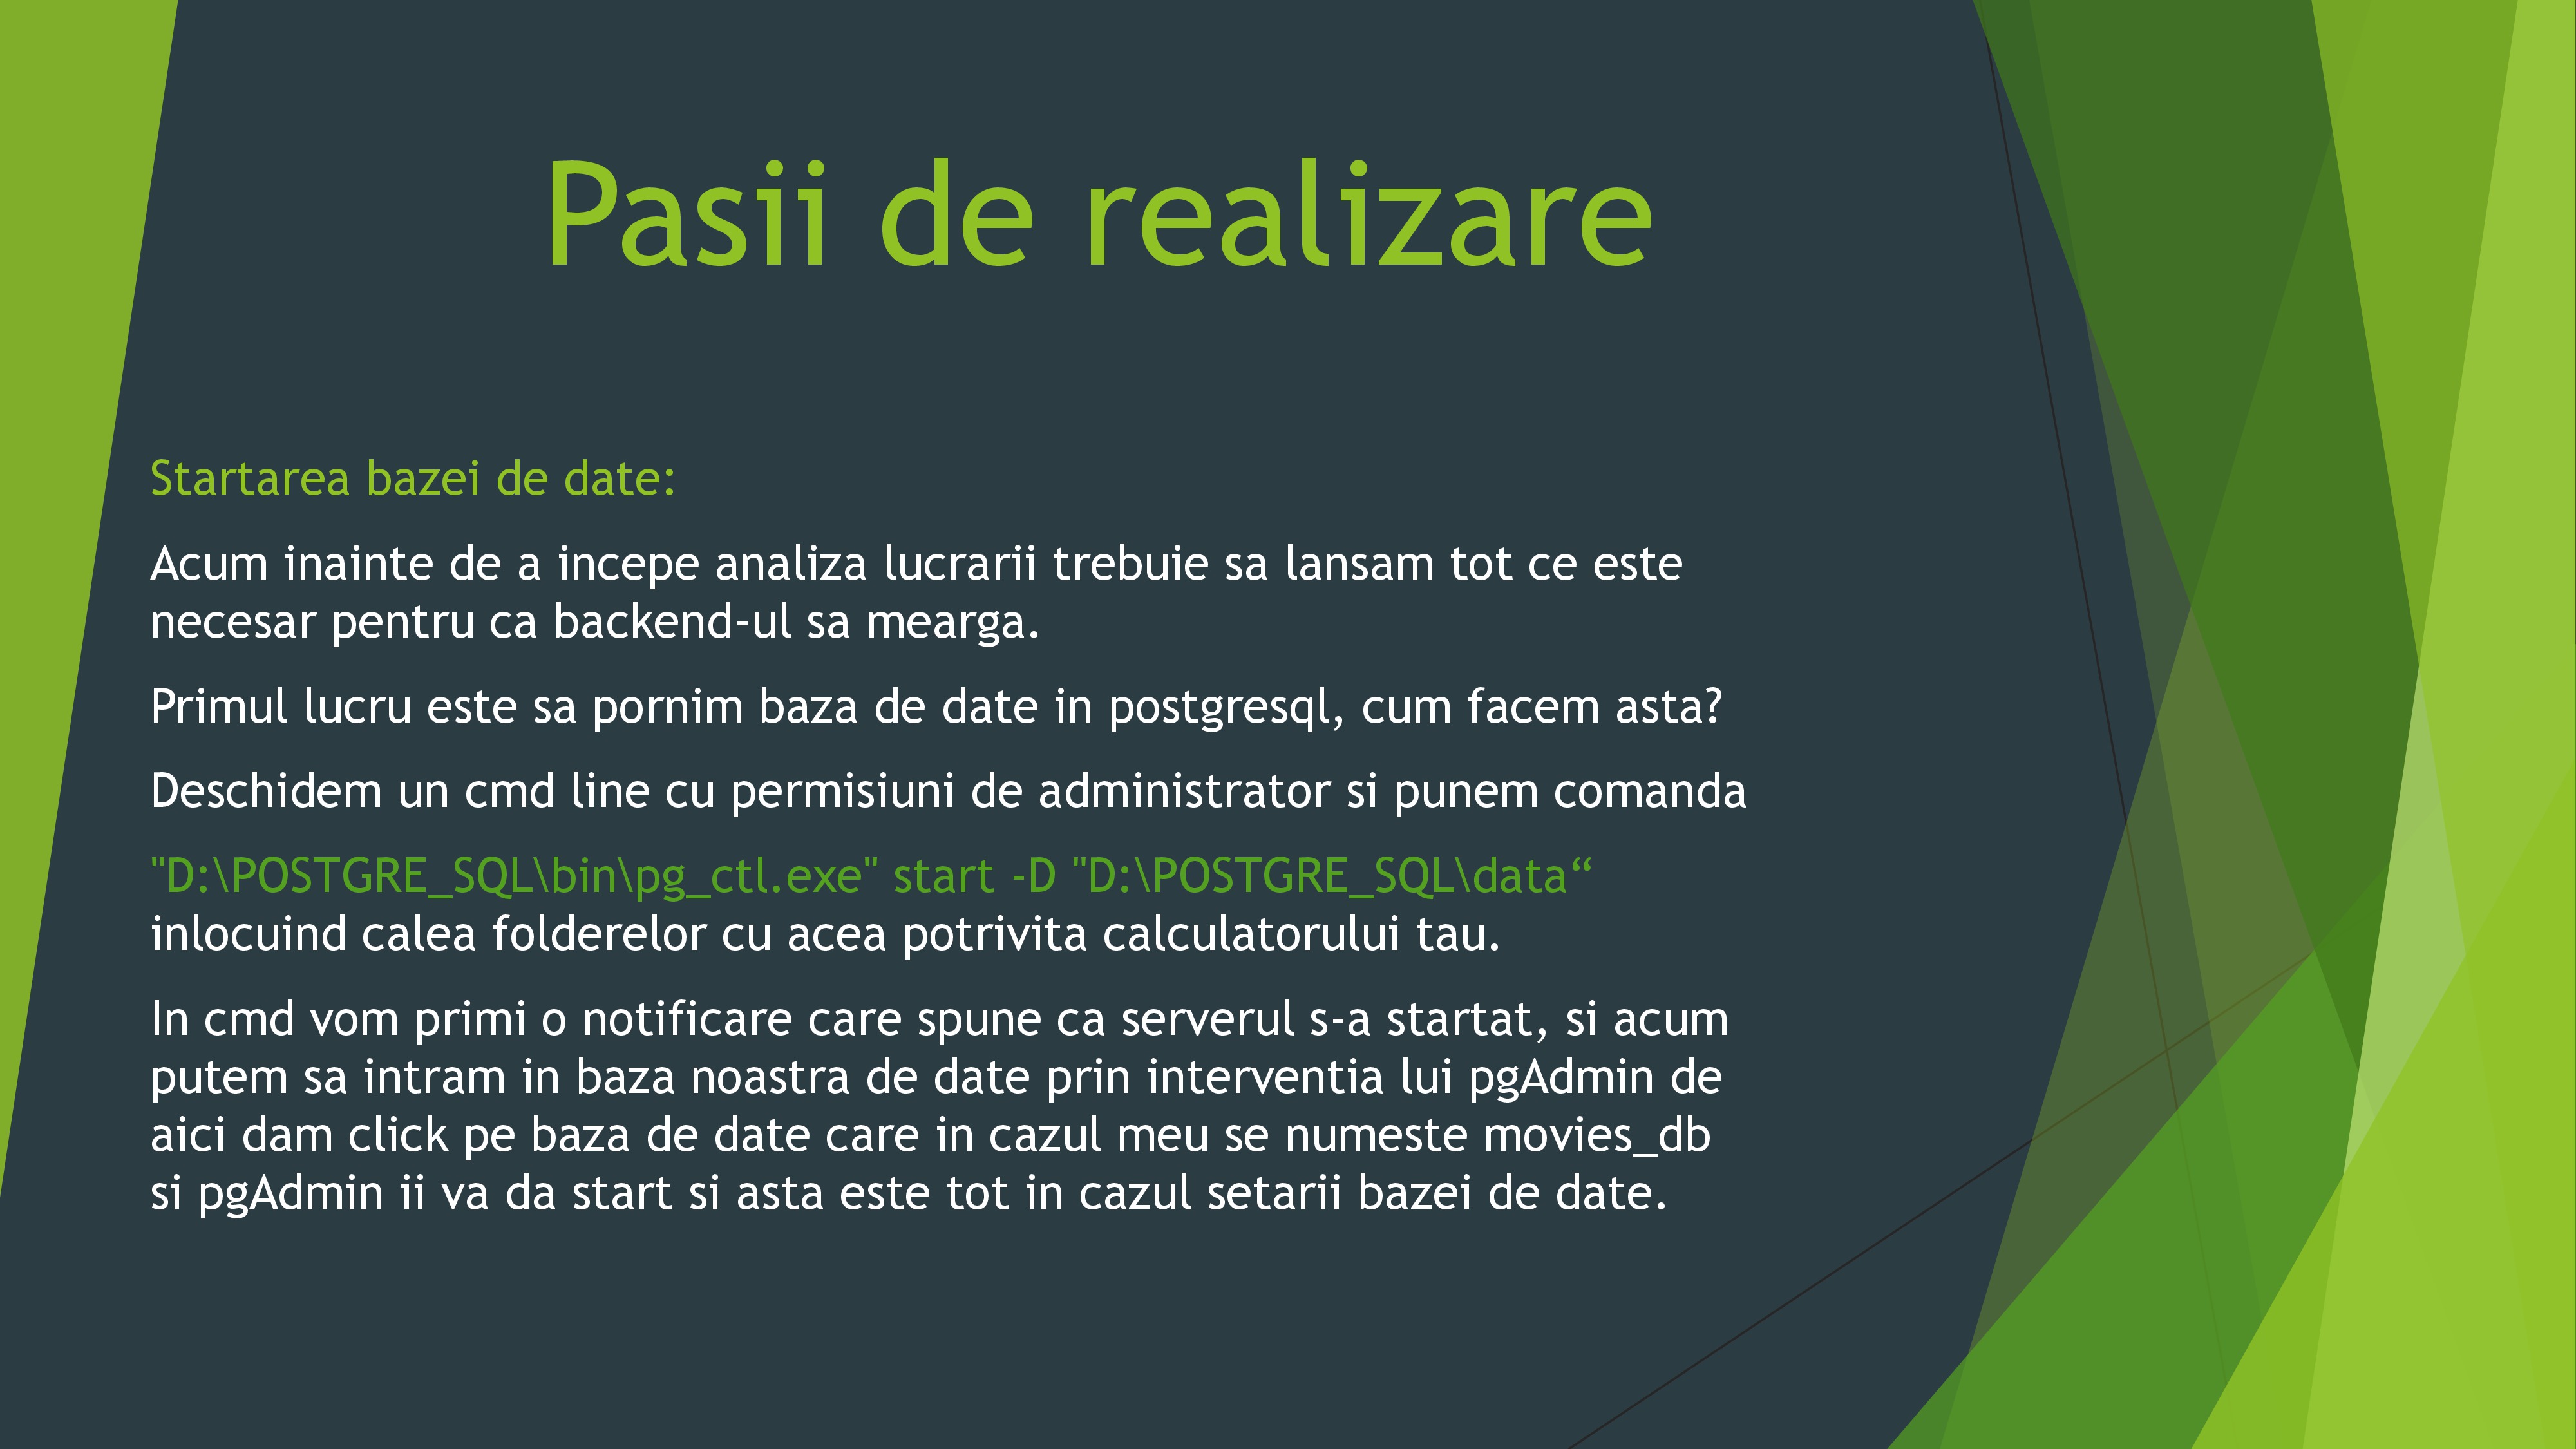 Pasii de realizare
Startarea bazei de date:
Acum inainte de a incepe analiza lucrarii trebuie sa lansam tot ce este
necesar pentru ca backend-ul sa mearga.
Primul lucru este sa pornim baza de date in postgresql, cum facem asta?
Deschidem un cmd line cu permisiuni de administrator si punem comanda
"D:\POSTGRE_SQL\bin\pg_ctl.exe" start -D "D:\POSTGRE_SQL\data“
inlocuind calea folderelor cu acea potrivita calculatorului tau.
In cmd vom primi o notificare care spune ca serverul s-a startat, si acum
putem sa intram in baza noastra de date prin interventia lui pgAdmin de
aici dam click pe baza de date care in cazul meu se numeste movies_db
si pgAdmin ii va da start si asta este tot in cazul setarii bazei de date.